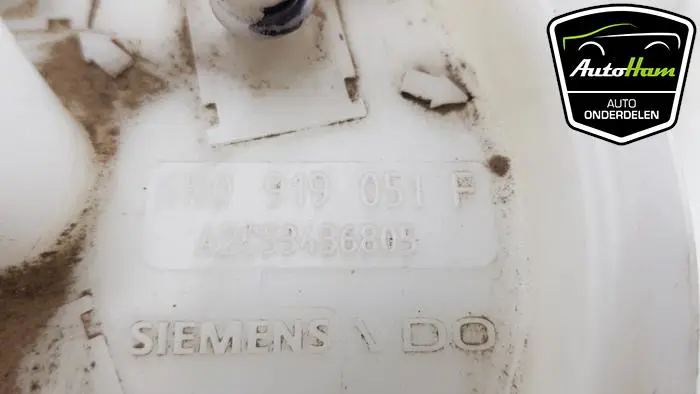 AutoHam
AUTO
ONDERDELEN
919 051 P
SIEMENS VDO